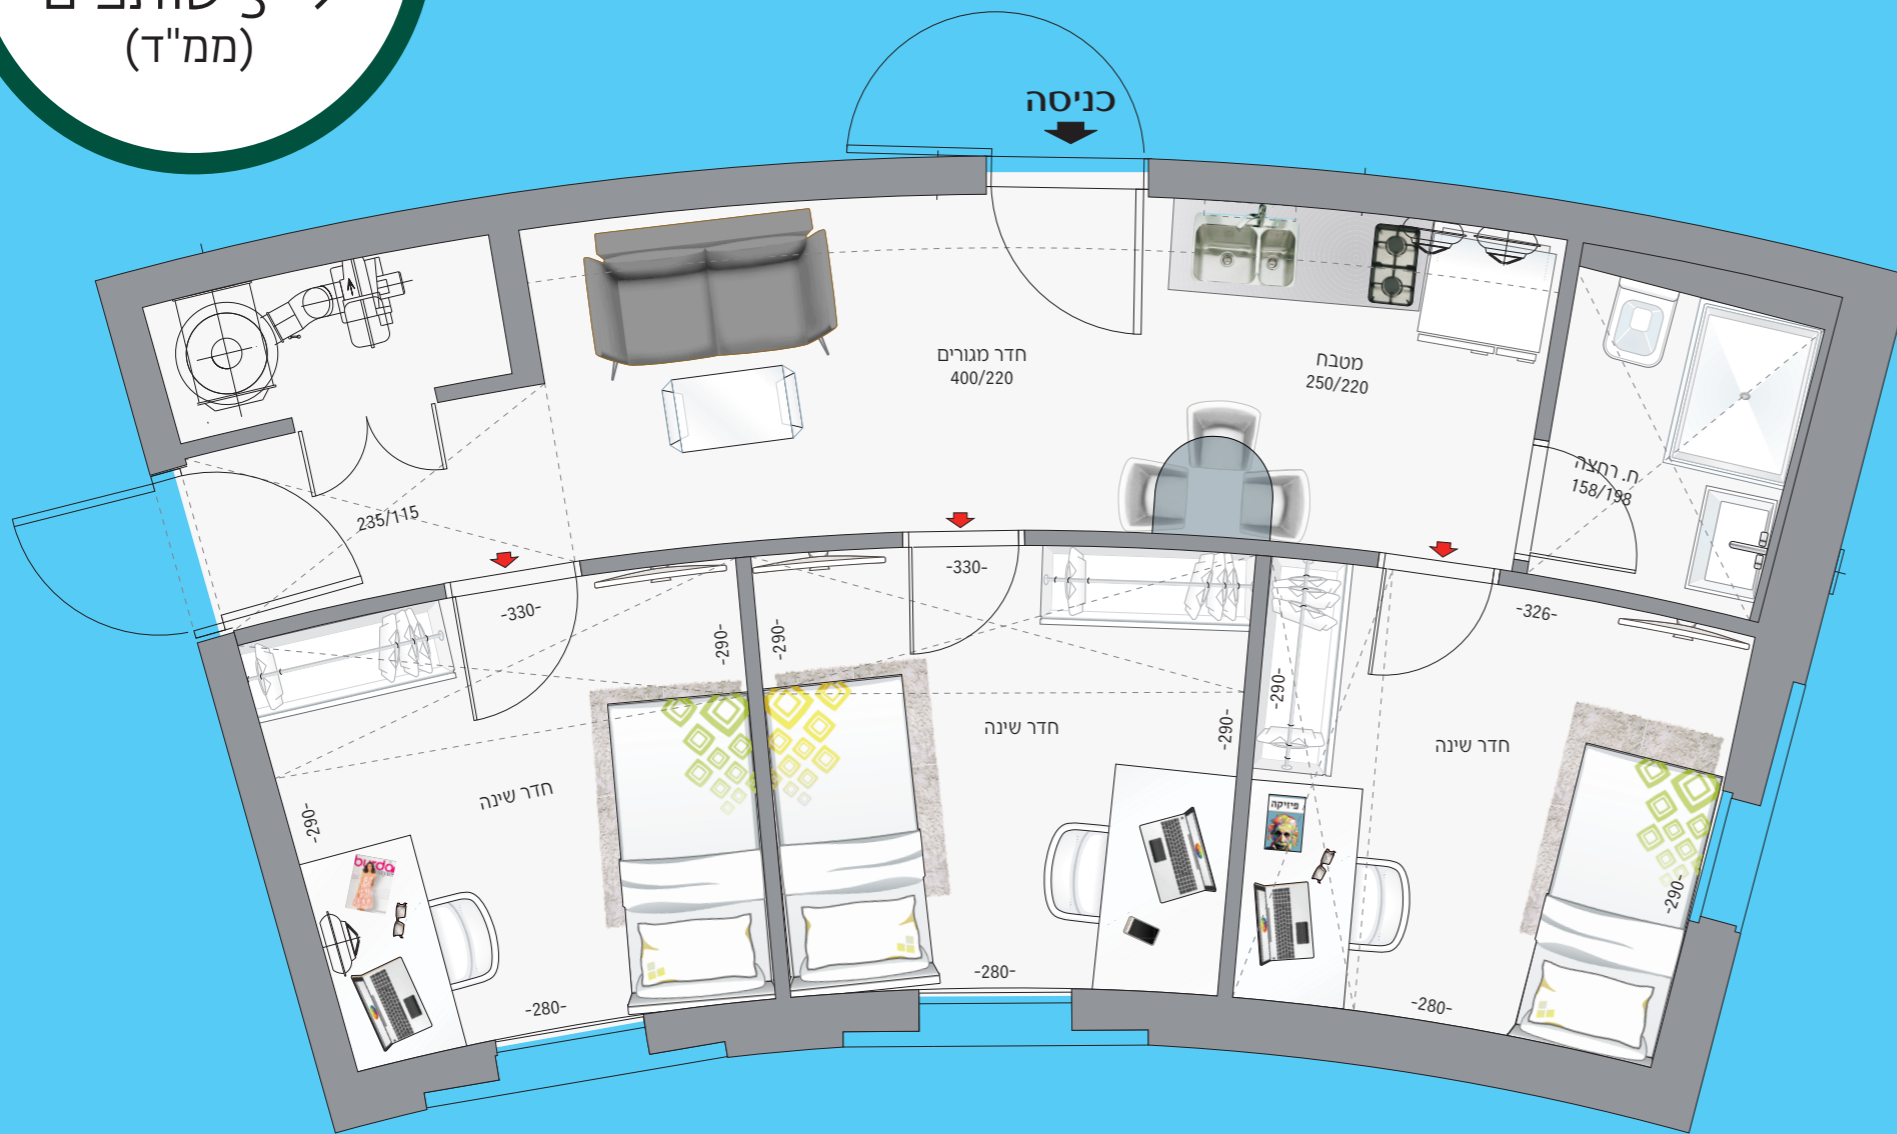 (ממ"ד)
כניסה
חדר מגורים
400/220
מטבח
250/220
ח. רחצה
158/198
235/115
-330-
-330-
-326-
-290-
-290-
-290-
-290-
-290-
-290-
חדר שינה
חדר שינה
חדר שינה
burda
פיזיקה
-280-
-280-
-280-